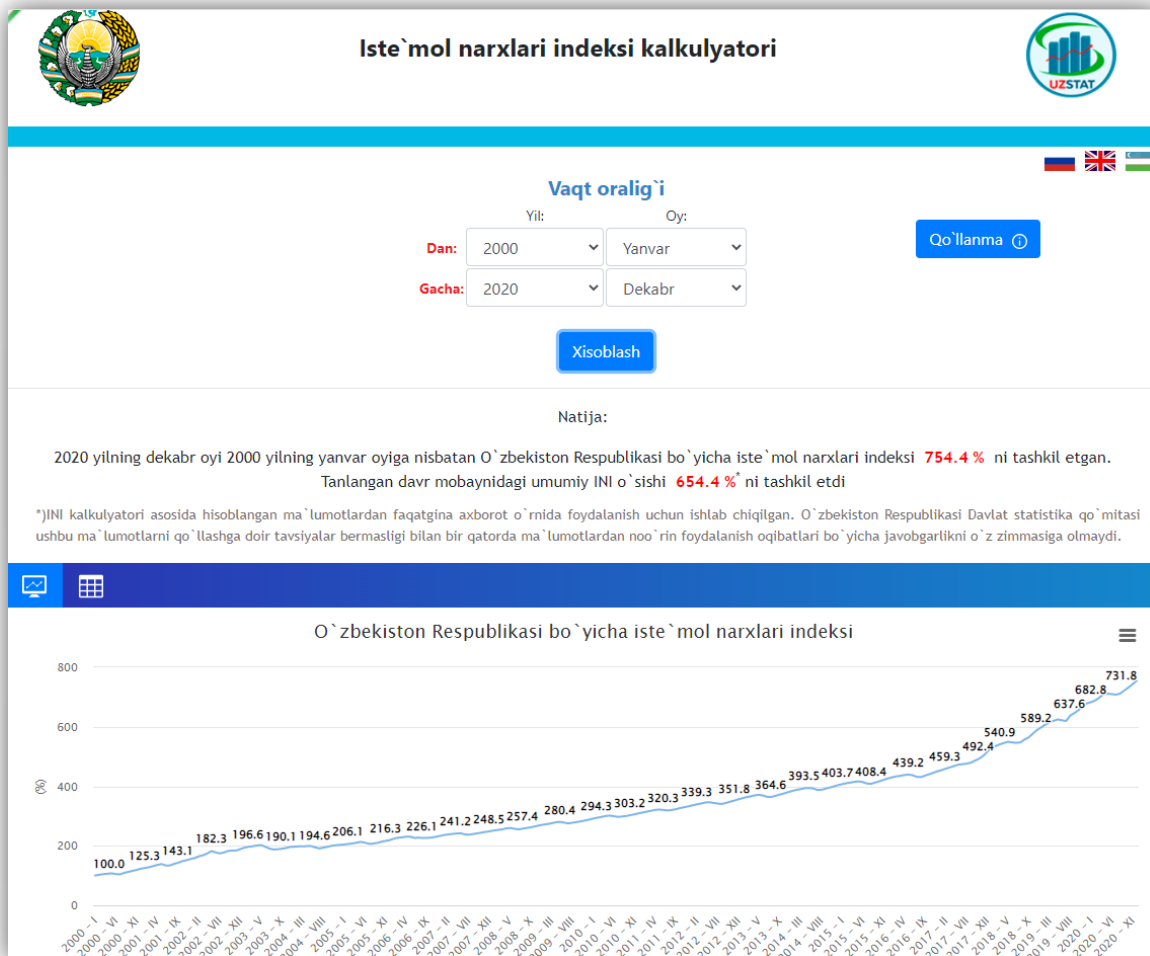 Iste`mol narxlari indeksi kalkulyatori
UZSTAT
Vaqt oralig`i
Yil: Oy:
Dan: 2000 Yanvar
Qo`llanma
Gacha: 2020 Dekabr
Xisoblash
Natija:
2020 yilning dekabr oyi 2000 yilning yanvar oyiga nisbatan O`zbekiston Respublikasi bo`yicha iste`mol narxlari indeksi 754.4 % ni tashkil etgan.
Tanlangan davr mobaynidagi umumiy INI o`sishi 654.4 %* ni tashkil etdi
*)INI kalkulyatori asosida hisoblangan ma`lumotlardan faqatgina axborot o`rnida foydalanish uchun ishlab chiqilgan. O`zbekiston Respublikasi Davlat statistika qo`mitasi
ushbu ma`lumotlarni qo`llashga doir tavsiyalar bermasligi bilan bir qatorda ma`lumotlardan noo`rin foydalanish oqibatlari bo`yicha javobgarlikni o`z zimmasiga olmaydi.
O`zbekiston Respublikasi bo`yicha iste`mol narxlari indeksi
800
600
400
200
0
(%)
100.0 125.3 143.1 182.3 196.6 190.1 194.6 206.1 216.3 226.1 241.2 248.5 257.4 280.4 294.3 303.2 320.3 339.3 351.8 364.6 393.5 403.7 408.4 439.2 459.3 492.4 540.9 589.2 637.6 682.8 731.8
2000 - I 2000 - VI 2000 - XI 2001 - IV 2001 - IX 2002 - II 2002 - VII 2002 - XII 2003 - V 2003 - X 2004 - III 2004 - VIII 2005 - I 2005 - VI 2005 - XI 2006 - IV 2006 - IX 2007 - II 2007 - VII 2007 - XII 2008 - V 2008 - X 2009 - III 2009 - VIII 2010 - I 2010 - VI 2010 - XI 2011 - IV 2011 - IX 2012 - II 2012 - VII 2012 - XII 2013 - V 2013 - X 2014 - III 2014 - VIII 2015 - I 2015 - VI 2015 - XI 2016 - IV 2016 - IX 2017 - II 2017 - VII 2017 - XII 2018 - V 2018 - X 2019 - III 2019 - VIII 2020 - I 2020 - VI 2020 - XI